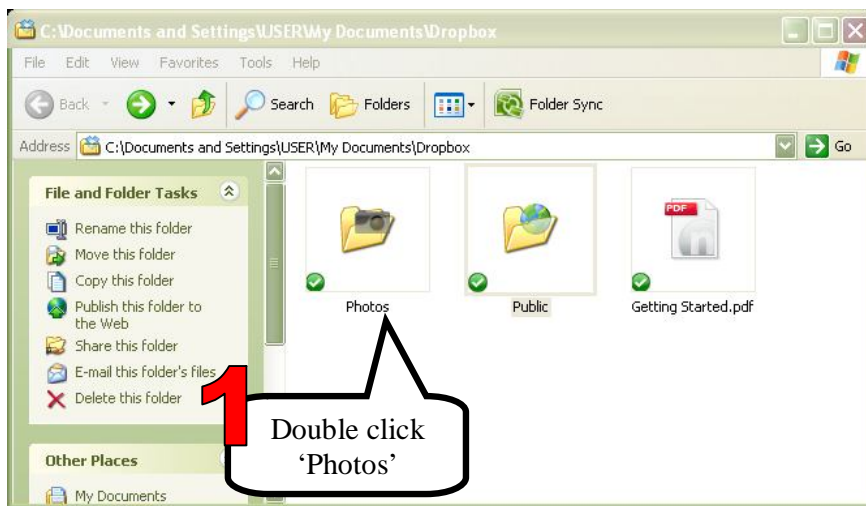 C:\Documents and Settings\USER\My Documents\Dropbox
File Edit View Favorites Tools Help
Back Search Folders Folder Sync
Address C:\Documents and Settings\USER\My Documents\Dropbox Go
File and Folder Tasks
Rename this folder
Move this folder
Copy this folder
Publish this folder to
the Web
Share this folder
E-mail this folder's files
Delete this folder
Other Places
My Documents
PDF
Photos Public Getting Started.pdf
1
Double click
‘Photos’